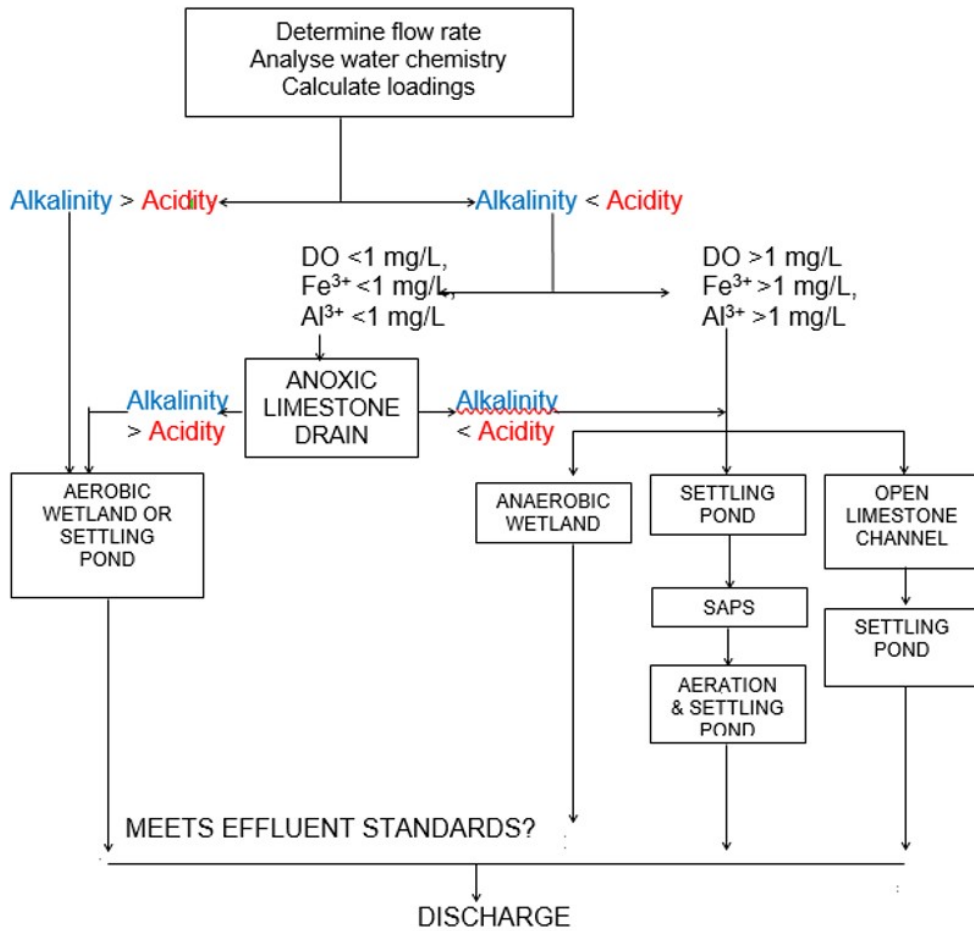 Determine flow rate
Analyse water chemistry
Calculate loadings
Alkalinity > Acidity
Alkalinity < Acidity
DO <1 mg/L,
Fe³⁺ <1 mg/L,
Al³⁺ <1 mg/L
DO >1 mg/L
Fe³⁺ >1 mg/L,
Al³⁺ >1 mg/L
ANOXIC
LIMESTONE
DRAIN
Alkalinity
> Acidity
Alkalinity
< Acidity
AEROBIC
WETLAND OR
SETTLING
POND
ANAEROBIC
WETLAND
SETTLING
POND
OPEN
LIMESTONE
CHANNEL
SAPS
SETTLING
POND
AERATION
& SETTLING
POND
MEETS EFFLUENT STANDARDS?
DISCHARGE